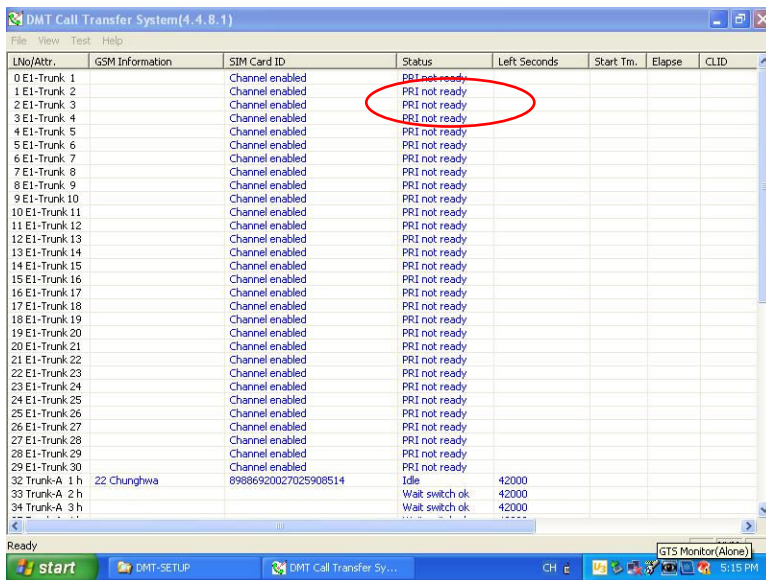 DMT Call Transfer System(4.4.8.1)
File View Test Help
LNo/Attr. GSM Information SIM Card ID Status Left Seconds Start Tm. Elapse CLID
0 E1-Trunk 1 Channel enabled PRI not ready
1 E1-Trunk 2 Channel enabled PRI not ready
2 E1-Trunk 3 Channel enabled PRI not ready
3 E1-Trunk 4 Channel enabled PRI not ready
4 E1-Trunk 5 Channel enabled PRI not ready
5 E1-Trunk 6 Channel enabled PRI not ready
6 E1-Trunk 7 Channel enabled PRI not ready
7 E1-Trunk 8 Channel enabled PRI not ready
8 E1-Trunk 9 Channel enabled PRI not ready
9 E1-Trunk 10 Channel enabled PRI not ready
10 E1-Trunk 11 Channel enabled PRI not ready
11 E1-Trunk 12 Channel enabled PRI not ready
12 E1-Trunk 13 Channel enabled PRI not ready
13 E1-Trunk 14 Channel enabled PRI not ready
14 E1-Trunk 15 Channel enabled PRI not ready
15 E1-Trunk 16 Channel enabled PRI not ready
16 E1-Trunk 17 Channel enabled PRI not ready
17 E1-Trunk 18 Channel enabled PRI not ready
18 E1-Trunk 19 Channel enabled PRI not ready
19 E1-Trunk 20 Channel enabled PRI not ready
20 E1-Trunk 21 Channel enabled PRI not ready
21 E1-Trunk 22 Channel enabled PRI not ready
22 E1-Trunk 23 Channel enabled PRI not ready
23 E1-Trunk 24 Channel enabled PRI not ready
24 E1-Trunk 25 Channel enabled PRI not ready
25 E1-Trunk 26 Channel enabled PRI not ready
26 E1-Trunk 27 Channel enabled PRI not ready
27 E1-Trunk 28 Channel enabled PRI not ready
28 E1-Trunk 29 Channel enabled PRI not ready
29 E1-Trunk 30 Channel enabled PRI not ready
32 Trunk-A 1 h 22 Chunghwa 89886920027025908514 Idle 42000
33 Trunk-A 2 h Wait switch ok 42000
34 Trunk-A 3 h Wait switch ok 42000
Ready
GTS Monitor(Alone)
start DMT-SETUP DMT Call Transfer Sy... CH 5:15 PM